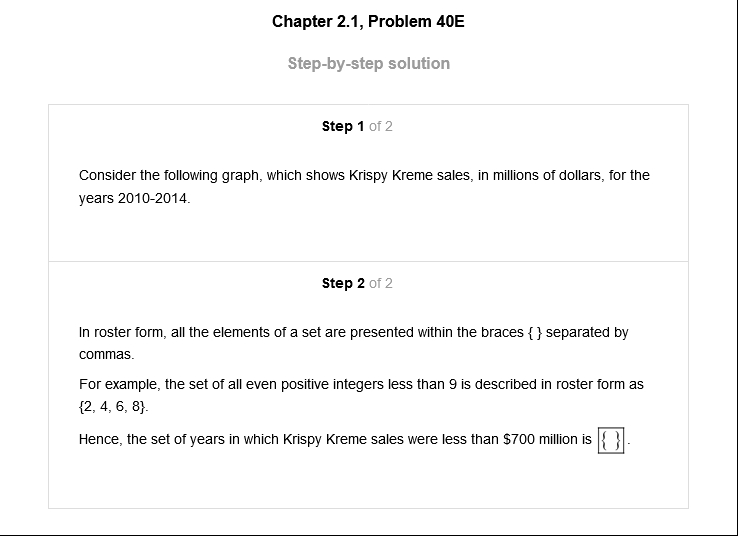 Chapter 2.1, Problem 40E
Step-by-step solution
Step 1 of 2
Consider the following graph, which shows Krispy Kreme sales, in millions of dollars, for the
years 2010-2014.
Step 2 of 2
In roster form, all the elements of a set are presented within the braces { } separated by
commas.
For example, the set of all even positive integers less than 9 is described in roster form as
{2, 4, 6, 8}.
Hence, the set of years in which Krispy Kreme sales were less than $700 million is { }.